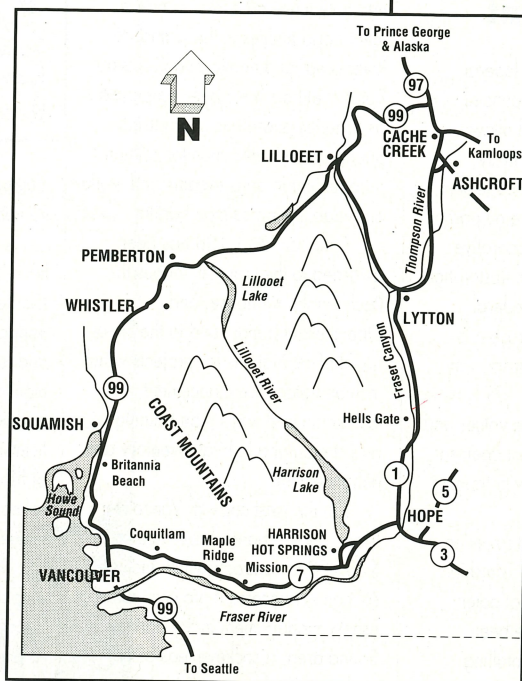 To Prince George
& Alaska
97
99
N
CACHE
CREEK
To
Kamloops
LILLOEET
ASHCROFT
Thompson River
PEMBERTON
Lillooet
Lake
LYTTON
WHISTLER
Lillooet River
Fraser Canyon
99
COAST MOUNTAINS
SQUAMISH
Hells Gate
Britannia
Beach
Howe
Sound
Harrison
Lake
1
5
HOPE
Coquitlam
Maple
Ridge
Mission
HARRISON
HOT SPRINGS
7
3
VANCOUVER
99
Fraser River
To Seattle